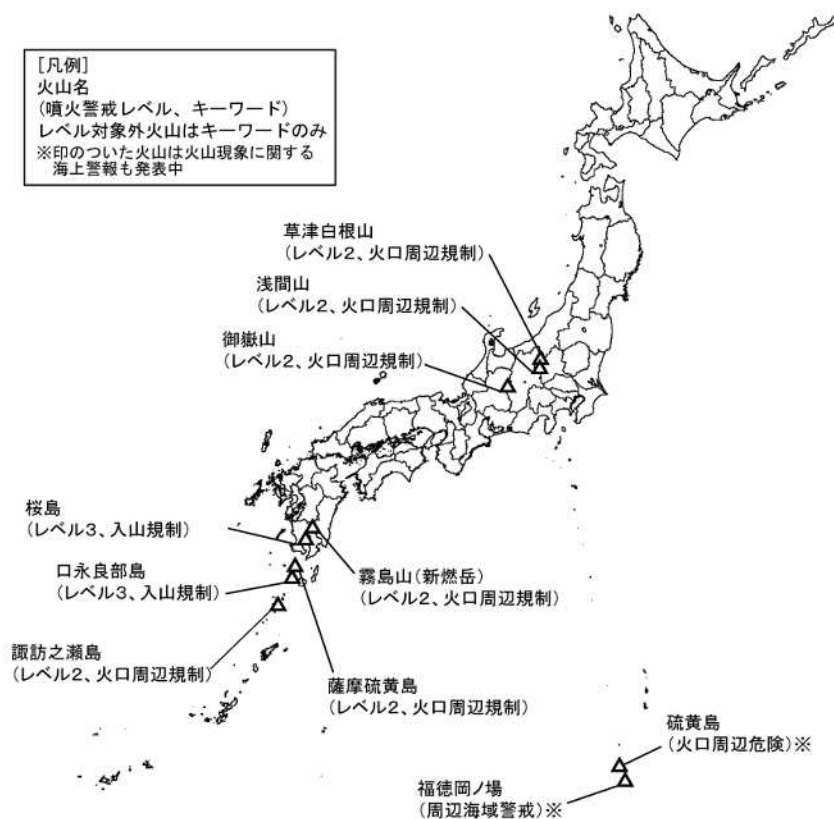 [凡例]
火山名
(噴火警戒レベル、キーワード)
レベル対象外火山はキーワードのみ
※印のついた火山は火山現象に関する
海上警報も発表中
草津白根山
(レベル2、火口周辺規制)
浅間山
(レベル2、火口周辺規制)
御嶽山
(レベル2、火口周辺規制)
桜島
(レベル3、入山規制)
口永良部島
(レベル3、入山規制)
霧島山(新燃岳)
(レベル2、火口周辺規制)
諏訪之瀬島
(レベル2、火口周辺規制)
薩摩硫黄島
(レベル2、火口周辺規制)
硫黄島
(火口周辺危険)※
福徳岡ノ場
(周辺海域警戒)※